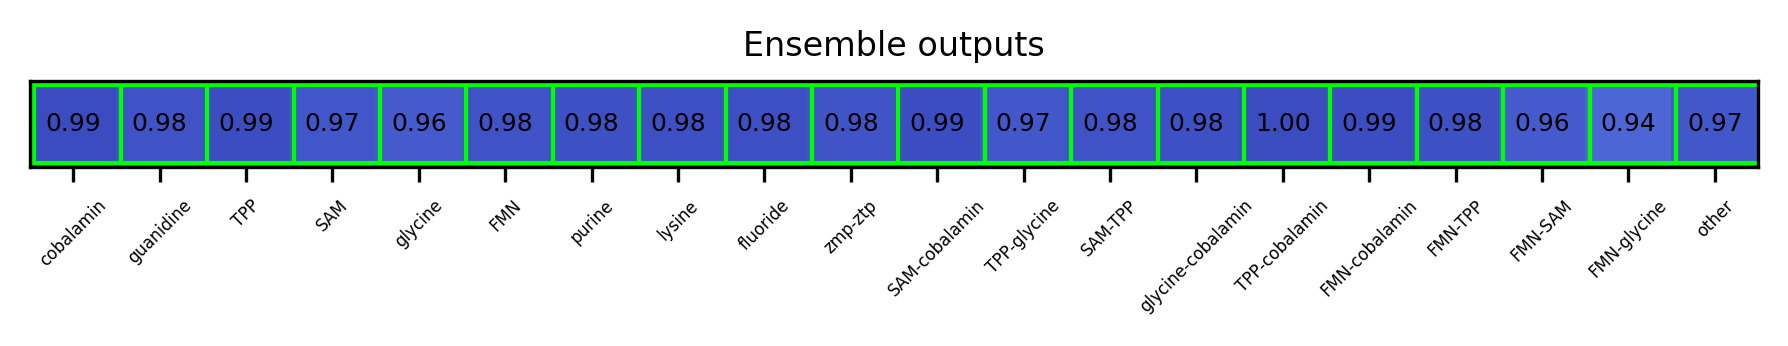 Ensemble outputs
0.99 0.98 0.99 0.97 0.96 0.98 0.98 0.98 0.98 0.98 0.99 0.97 0.98 0.98 1.00 0.99 0.98 0.96 0.94 0.97
cobalamin guanidine TPP SAM glycine FMN purine lysine fluoride zmp-ztp SAM-cobalamin TPP-glycine SAM-TPP glycine-cobalamin TPP-cobalamin FMN-cobalamin FMN-TPP FMN-SAM FMN-glycine other